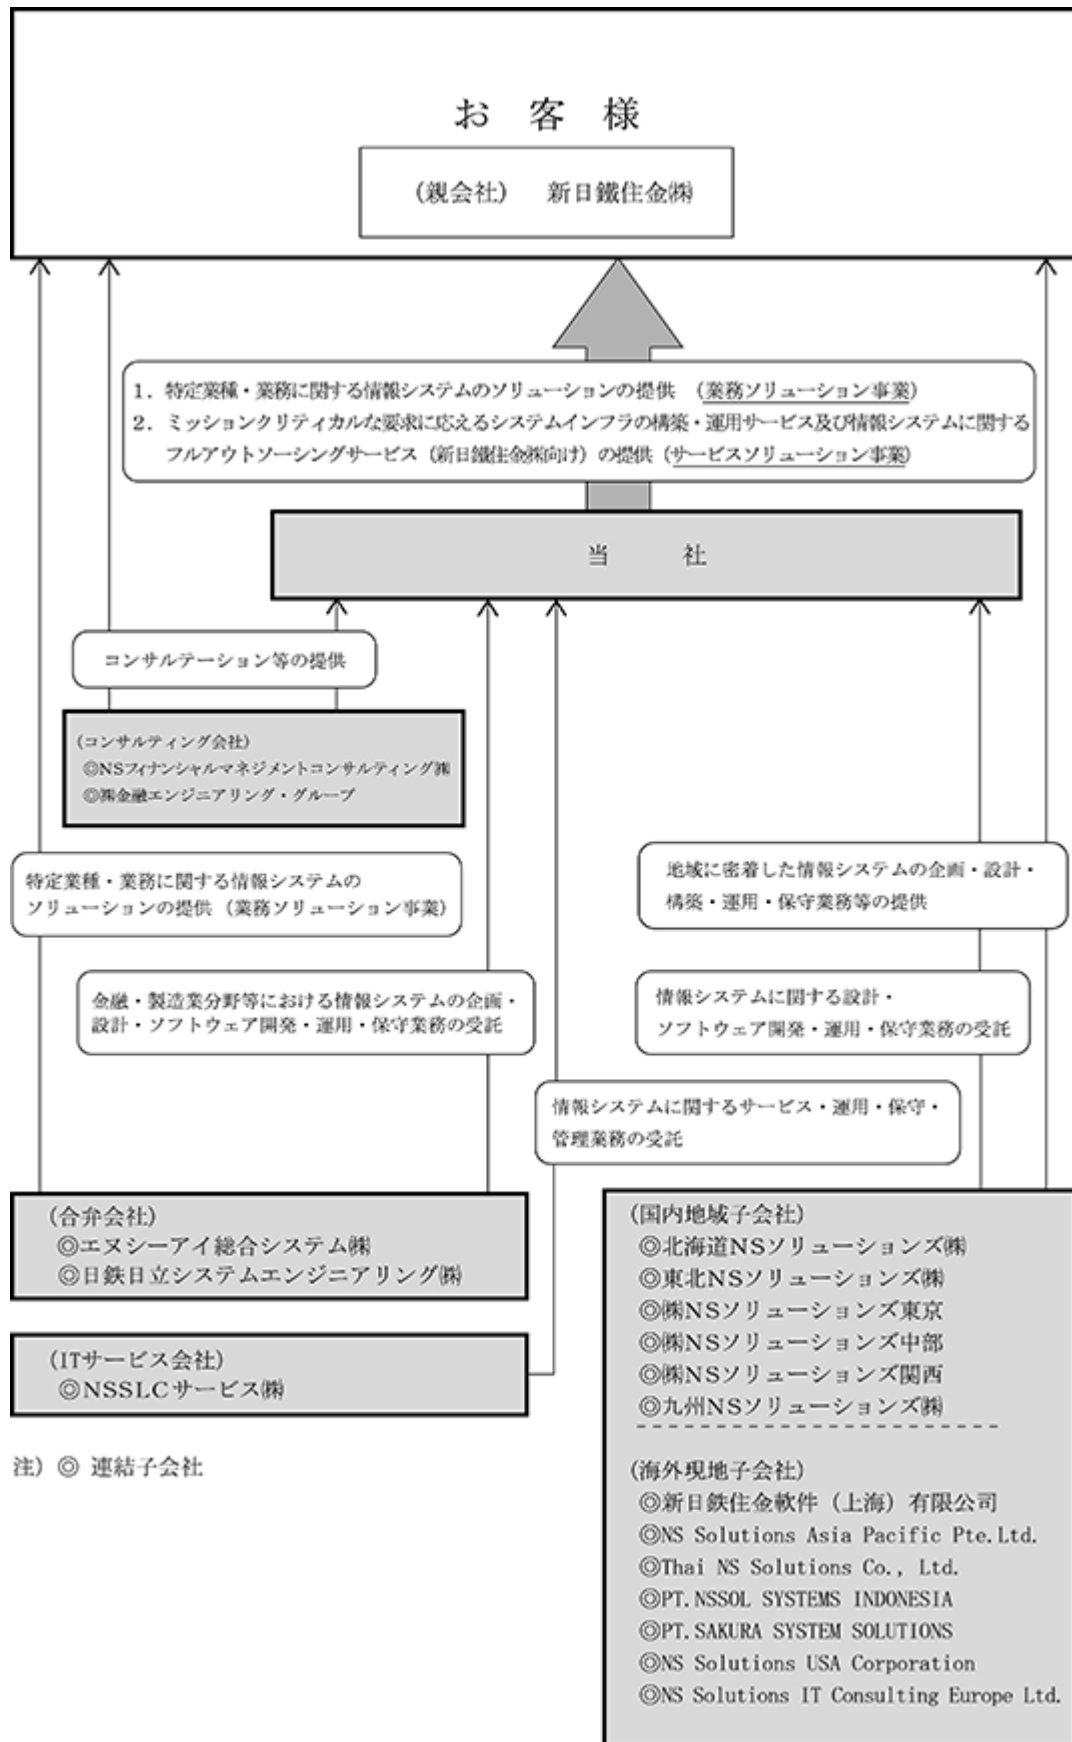 お 客 様
(親会社) 新日鐵住金㈱
1．特定業種・業務に関する情報システムのソリューションの提供 (業務ソリューション事業)
2．ミッションクリティカルな要求に応えるシステムインフラの構築・運用サービス及び情報システムに関する
フルアウトソーシングサービス (新日鐵住金㈱向け) の提供 (サービスソリューション事業)
当 社
コンサルテーション等の提供
(コンサルティング会社)
◎NSフィナンシャルマネジメントコンサルティング㈱
◎㈱金融エンジニアリング・グループ
特定業種・業務に関する情報システムの
ソリューションの提供 (業務ソリューション事業)
地域に密着した情報システムの企画・設計・
構築・運用・保守業務等の提供
金融・製造業分野等における情報システムの企画・
設計・ソフトウェア開発・運用・保守業務の受託
情報システムに関する設計・
ソフトウェア開発・運用・保守業務の受託
情報システムに関するサービス・運用・保守・
管理業務の受託
(合弁会社)
◎エヌシーアイ総合システム㈱
◎日鉄日立システムエンジニアリング㈱
(ITサービス会社)
◎NSSLCサービス㈱
注) ◎ 連結子会社
(国内地域子会社)
◎北海道NSソリューションズ㈱
◎東北NSソリューションズ㈱
◎㈱NSソリューションズ東京
◎㈱NSソリューションズ中部
◎㈱NSソリューションズ関西
◎九州NSソリューションズ㈱
(海外現地子会社)
◎新日鉄住金軟件 (上海) 有限公司
◎NS Solutions Asia Pacific Pte.Ltd.
◎Thai NS Solutions Co., Ltd.
◎PT.NSSOL SYSTEMS INDONESIA
◎PT.SAKURA SYSTEM SOLUTIONS
◎NS Solutions USA Corporation
◎NS Solutions IT Consulting Europe Ltd.